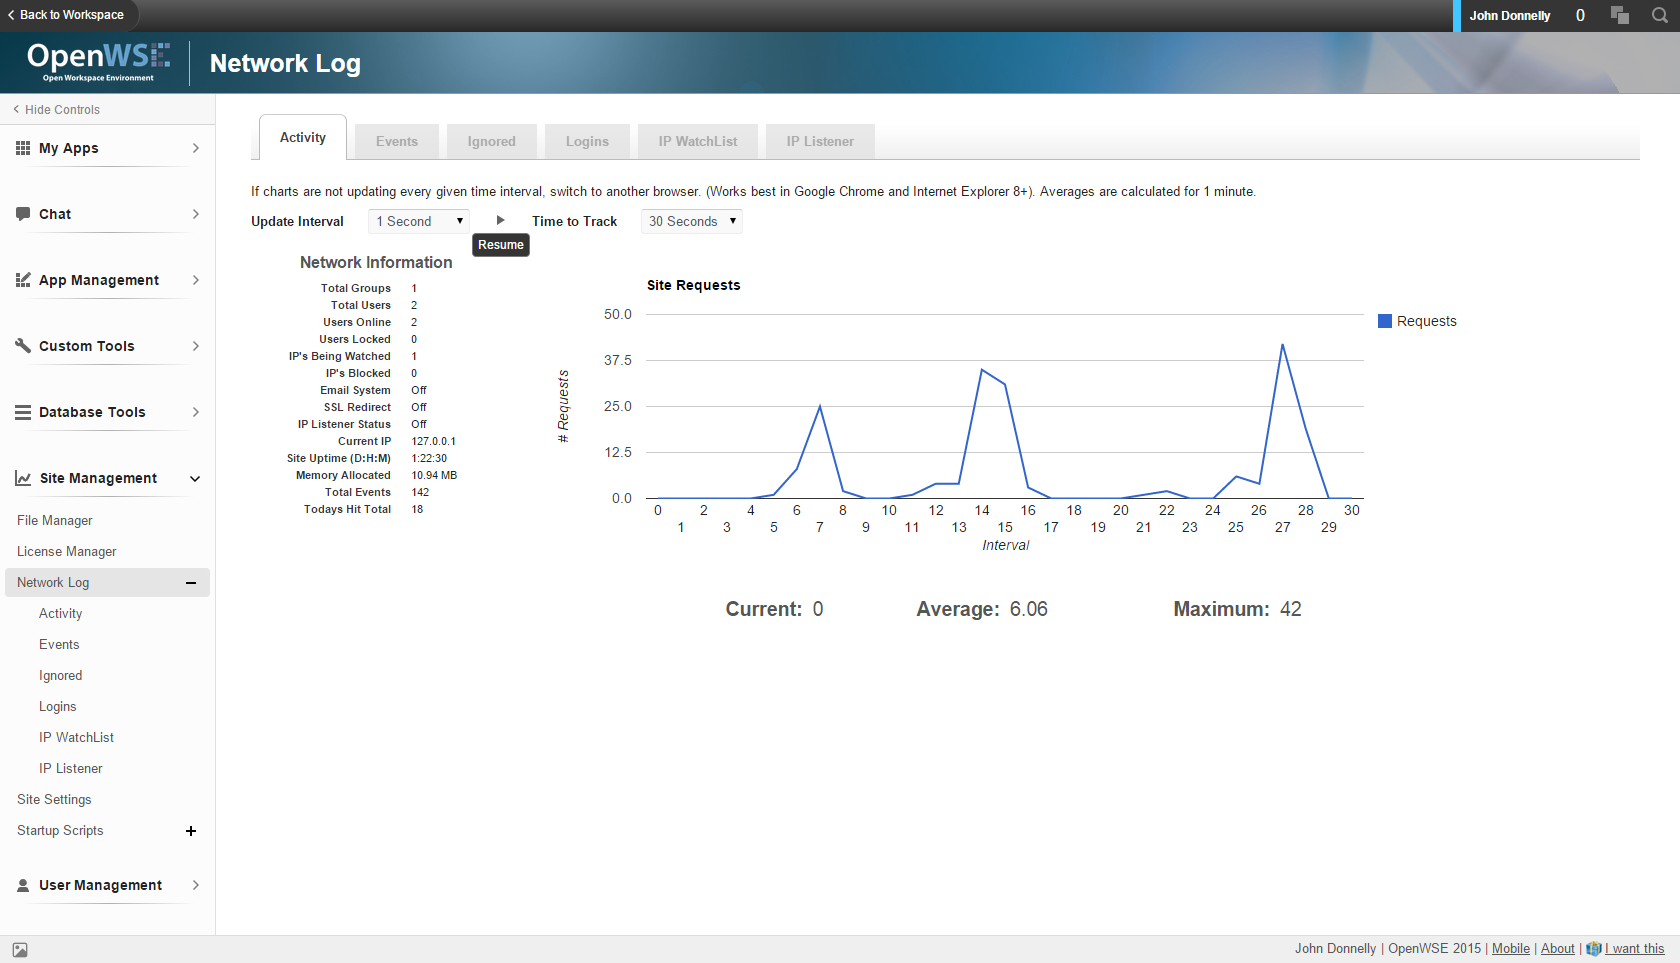 Back to Workspace
John Donnelly 0
OpenWSE
Open Workspace Environment
Network Log
Hide Controls
My Apps
Chat
App Management
Custom Tools
Database Tools
Site Management
File Manager
License Manager
Network Log
Activity
Events
Ignored
Logins
IP WatchList
IP Listener
Site Settings
Startup Scripts
User Management
Activity Events Ignored Logins IP WatchList IP Listener
If charts are not updating every given time interval, switch to another browser. (Works best in Google Chrome and Internet Explorer 8+). Averages are calculated for 1 minute.
Update Interval 1 Second Time to Track 30 Seconds
Resume
Network Information
Total Groups 1
Total Users 2
Users Online 2
Users Locked 0
IP's Being Watched 1
IP's Blocked 0
Email System Off
SSL Redirect Off
IP Listener Status Off
Current IP 127.0.0.1
Site Uptime (D:H:M) 1:22:30
Memory Allocated 10.94 MB
Total Events 142
Todays Hit Total 18
Site Requests
50.0
37.5
25.0
12.5
0.0
# Requests
Requests
0 2 4 6 8 10 12 14 16 18 20 22 24 26 28 30
1 3 5 7 9 11 13 15 17 19 21 23 25 27 29
Interval
Current: 0 Average: 6.06 Maximum: 42
John Donnelly | OpenWSE 2015 | Mobile | About | I want this